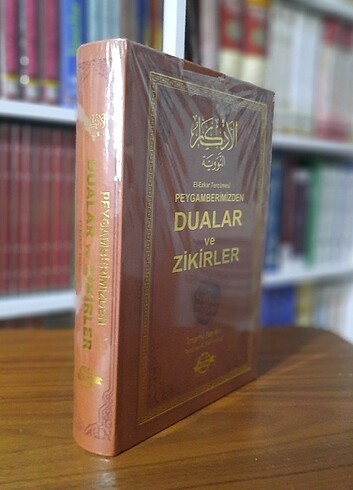 الأذكار
النووية
El-Ezkar Tercümesi
PEYGAMBERİMİZDEN
DUALAR
ve
ZİKİRLER
PEYGAMBERİMİZDEN
DUALAR ve ZİKİRLER